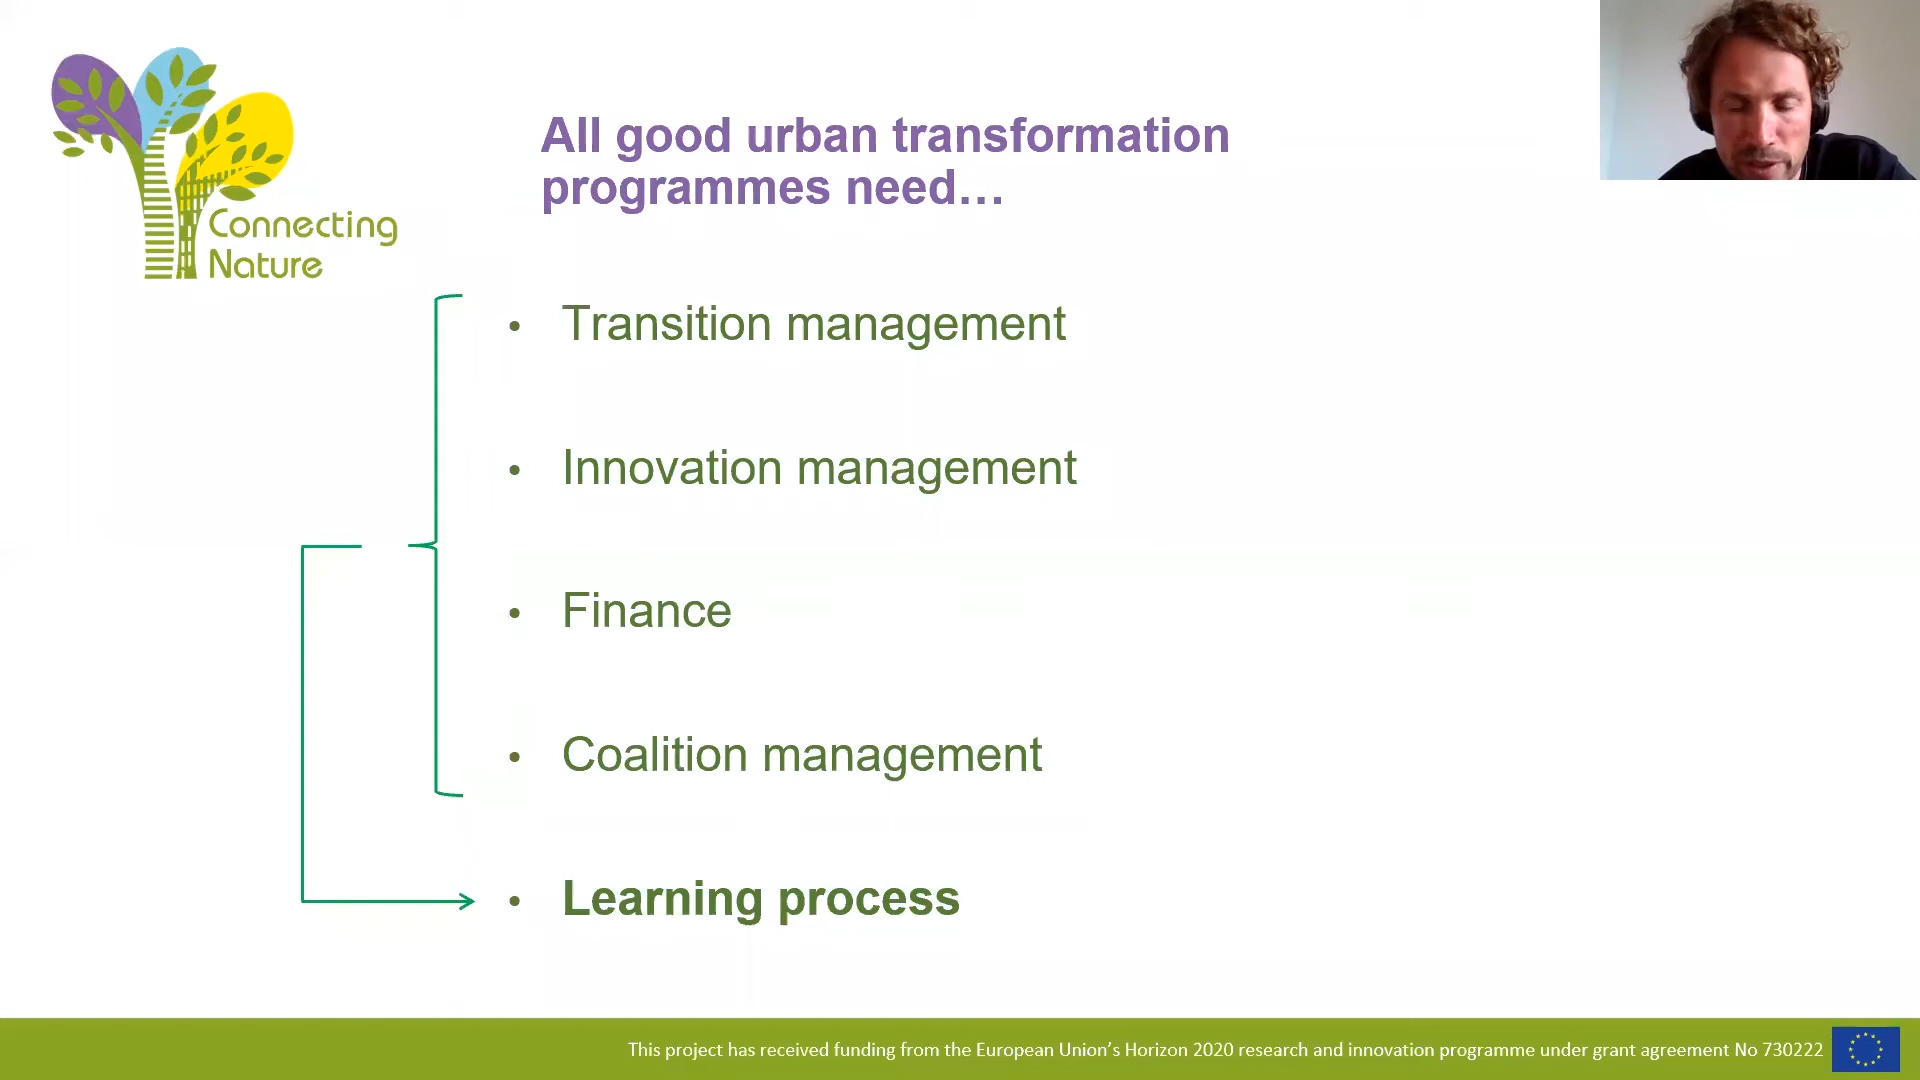 Connecting
Nature
All good urban transformation
programmes need…
• Transition management
• Innovation management
• Finance
• Coalition management
• Learning process
This project has received funding from the European Union’s Horizon 2020 research and innovation programme under grant agreement No 730222